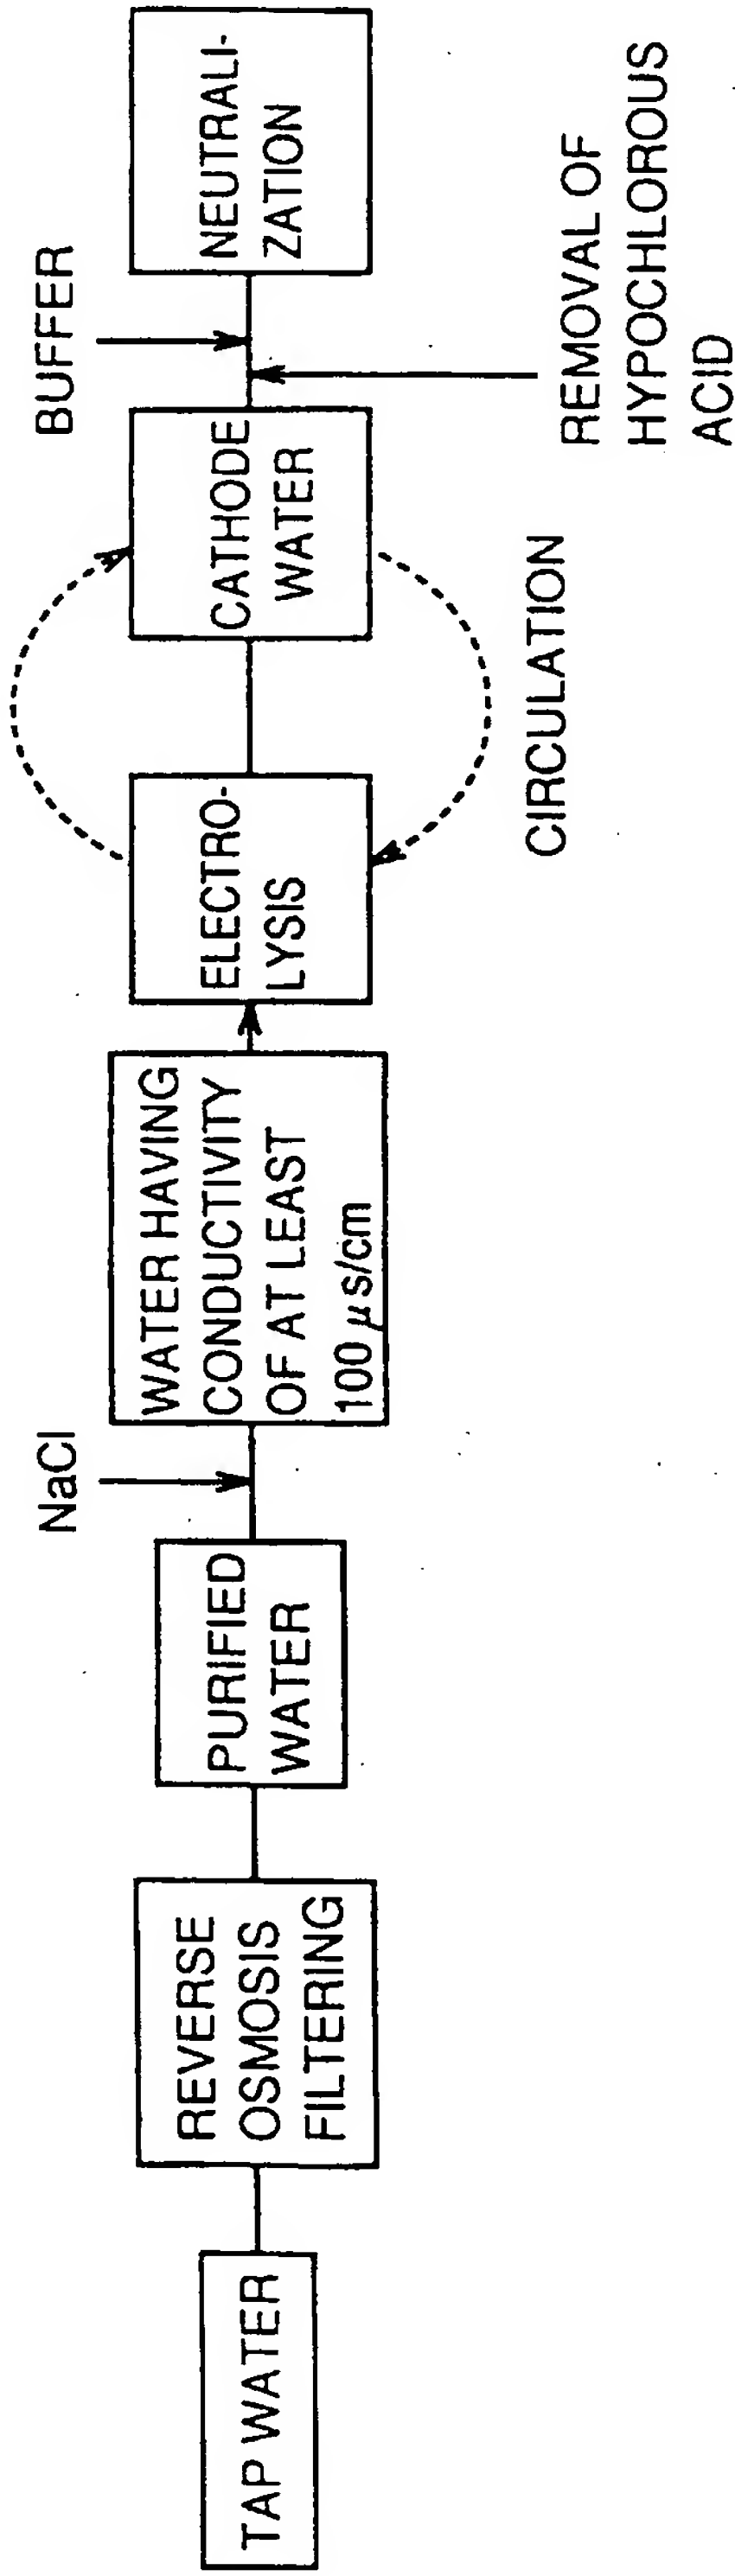 TAP WATER
REVERSE
OSMOSIS
FILTERING
PURIFIED
WATER
NaCl
WATER HAVING
CONDUCTIVITY
OF AT LEAST
100 μs/cm
ELECTRO-
LYSIS
CIRCULATION
CATHODE
WATER
BUFFER
REMOVAL OF
HYPOCHLOROUS
ACID
NEUTRALI-
ZATION